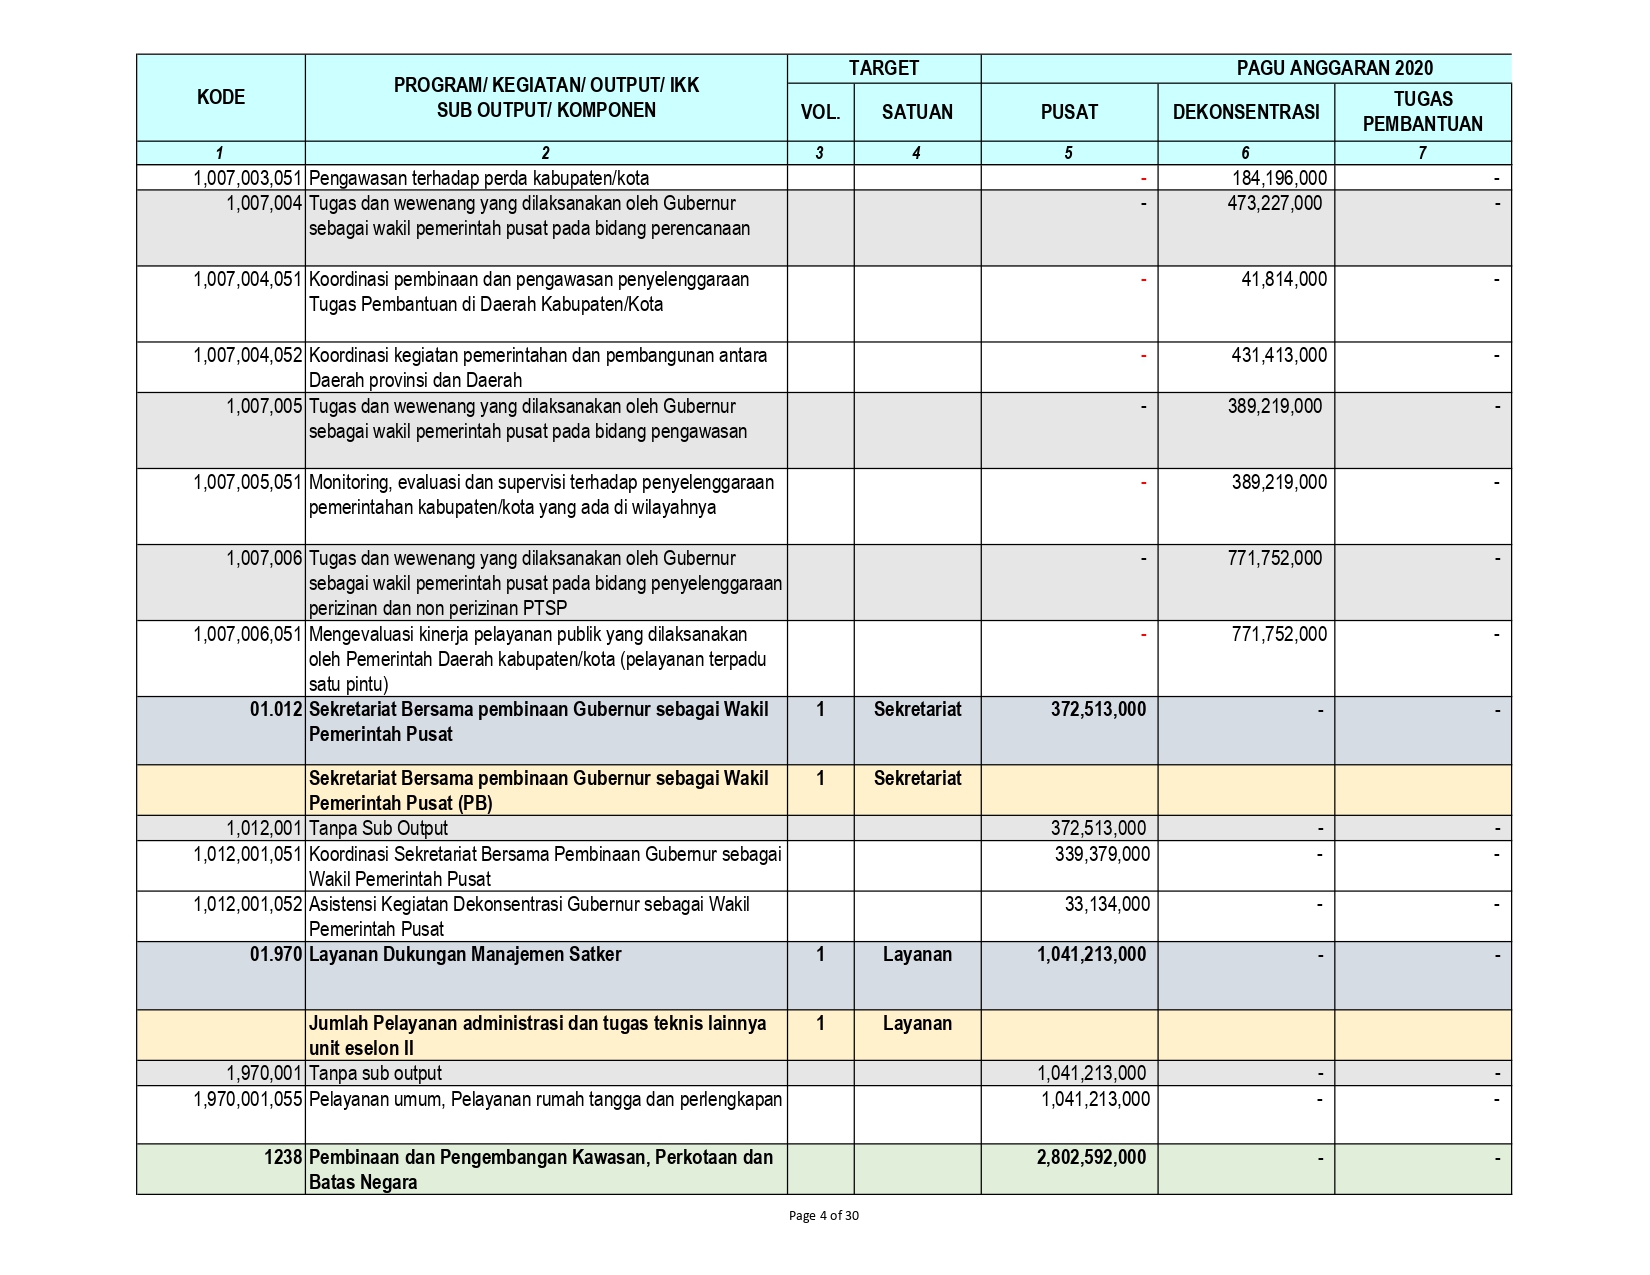 KODE PROGRAM/ KEGIATAN/ OUTPUT/ IKK SUB OUTPUT/ KOMPONEN TARGET PAGU ANGGARAN 2020
VOL. SATUAN PUSAT DEKONSENTRASI TUGAS PEMBANTUAN
1 2 3 4 5 6 7
1,007,003,051 Pengawasan terhadap perda kabupaten/kota - 184,196,000 -
1,007,004 Tugas dan wewenang yang dilaksanakan oleh Gubernur - 473,227,000 -
sebagai wakil pemerintah pusat pada bidang perencanaan
1,007,004,051 Koordinasi pembinaan dan pengawasan penyelenggaraan - 41,814,000 -
Tugas Pembantuan di Daerah Kabupaten/Kota
1,007,004,052 Koordinasi kegiatan pemerintahan dan pembangunan antara - 431,413,000 -
Daerah provinsi dan Daerah
1,007,005 Tugas dan wewenang yang dilaksanakan oleh Gubernur - 389,219,000 -
sebagai wakil pemerintah pusat pada bidang pengawasan
1,007,005,051 Monitoring, evaluasi dan supervisi terhadap penyelenggaraan - 389,219,000 -
pemerintahan kabupaten/kota yang ada di wilayahnya
1,007,006 Tugas dan wewenang yang dilaksanakan oleh Gubernur - 771,752,000 -
sebagai wakil pemerintah pusat pada bidang penyelenggaraan
perizinan dan non perizinan PTSP
1,007,006,051 Mengevaluasi kinerja pelayanan publik yang dilaksanakan - 771,752,000 -
oleh Pemerintah Daerah kabupaten/kota (pelayanan terpadu
satu pintu)
01.012 Sekretariat Bersama pembinaan Gubernur sebagai Wakil 1 Sekretariat 372,513,000 - -
Pemerintah Pusat
Sekretariat Bersama pembinaan Gubernur sebagai Wakil 1 Sekretariat
Pemerintah Pusat (PB)
1,012,001 Tanpa Sub Output 372,513,000 - -
1,012,001,051 Koordinasi Sekretariat Bersama Pembinaan Gubernur sebagai 339,379,000 - -
Wakil Pemerintah Pusat
1,012,001,052 Asistensi Kegiatan Dekonsentrasi Gubernur sebagai Wakil 33,134,000 - -
Pemerintah Pusat
01.970 Layanan Dukungan Manajemen Satker 1 Layanan 1,041,213,000 - -
Jumlah Pelayanan administrasi dan tugas teknis lainnya 1 Layanan
unit eselon II
1,970,001 Tanpa sub output 1,041,213,000 - -
1,970,001,055 Pelayanan umum, Pelayanan rumah tangga dan perlengkapan 1,041,213,000 - -
1238 Pembinaan dan Pengembangan Kawasan, Perkotaan dan 2,802,592,000 - -
Batas Negara
Page 4 of 30